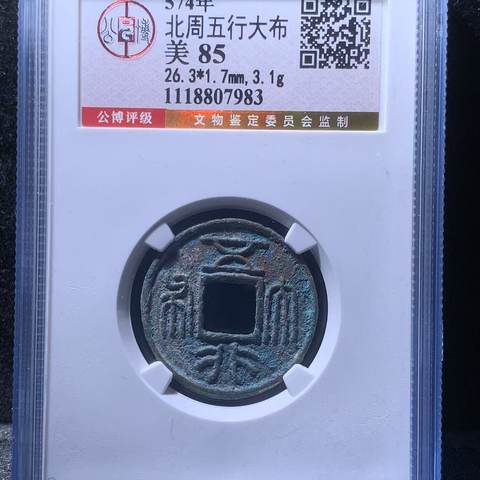 574年
北周五行大布
美 85
26.3*1.7mm,3.1g
1118807983
公博评级
文物鉴定委员会监制
五行大布